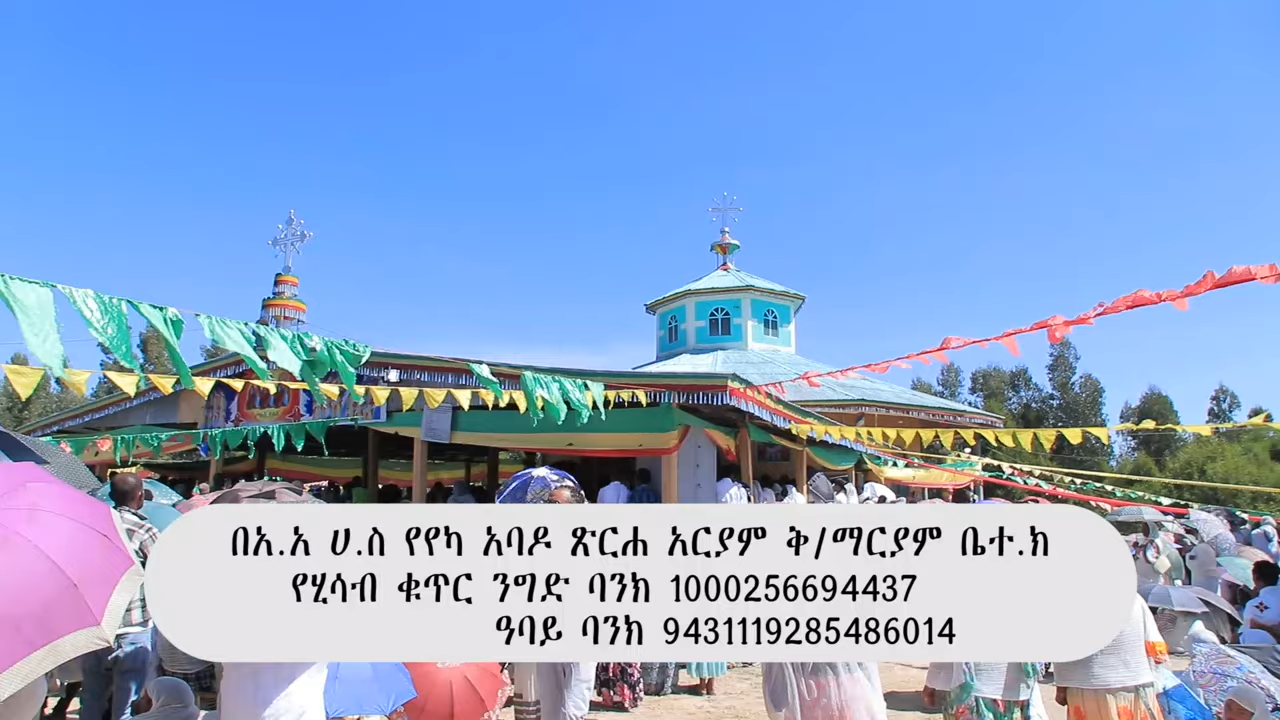 በአ.አ ሀ.ስ የየካ አባዶ ጽርሐ አርያም ቅ/ማርያም ቤተ.ክ
የሂሳብ ቁጥር ንግድ ባንክ 1000256694437
ዓባይ ባንክ 9431119285486014